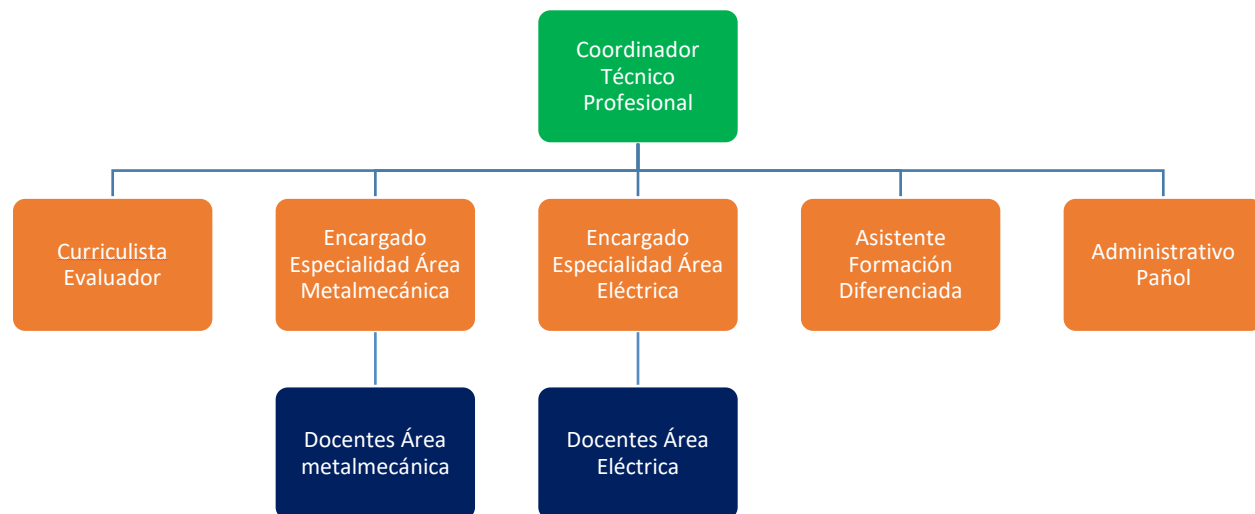 Coordinador
Técnico
Profesional
Curriculista
Evaluador
Encargado
Especialidad Área
Metalmecánica
Encargado
Especialidad Área
Eléctrica
Asistente
Formación
Diferenciada
Administrativo
Pañol
Docentes Área
metalmecánica
Docentes Área
Eléctrica